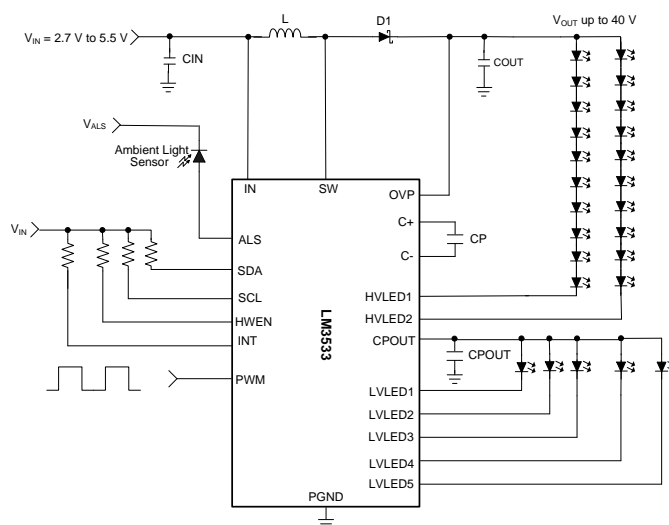 L
D1
VIN = 2.7 V to 5.5 V
VOUT up to 40 V
CIN
COUT
VALS
Ambient Light
Sensor
IN
SW
OVP
C+
CP
C-
VIN
ALS
SDA
SCL
HWEN
INT
PWM
LM3533
HVLED1
HVLED2
CPOUT
CPOUT
LVLED1
LVLED2
LVLED3
LVLED4
LVLED5
PGND